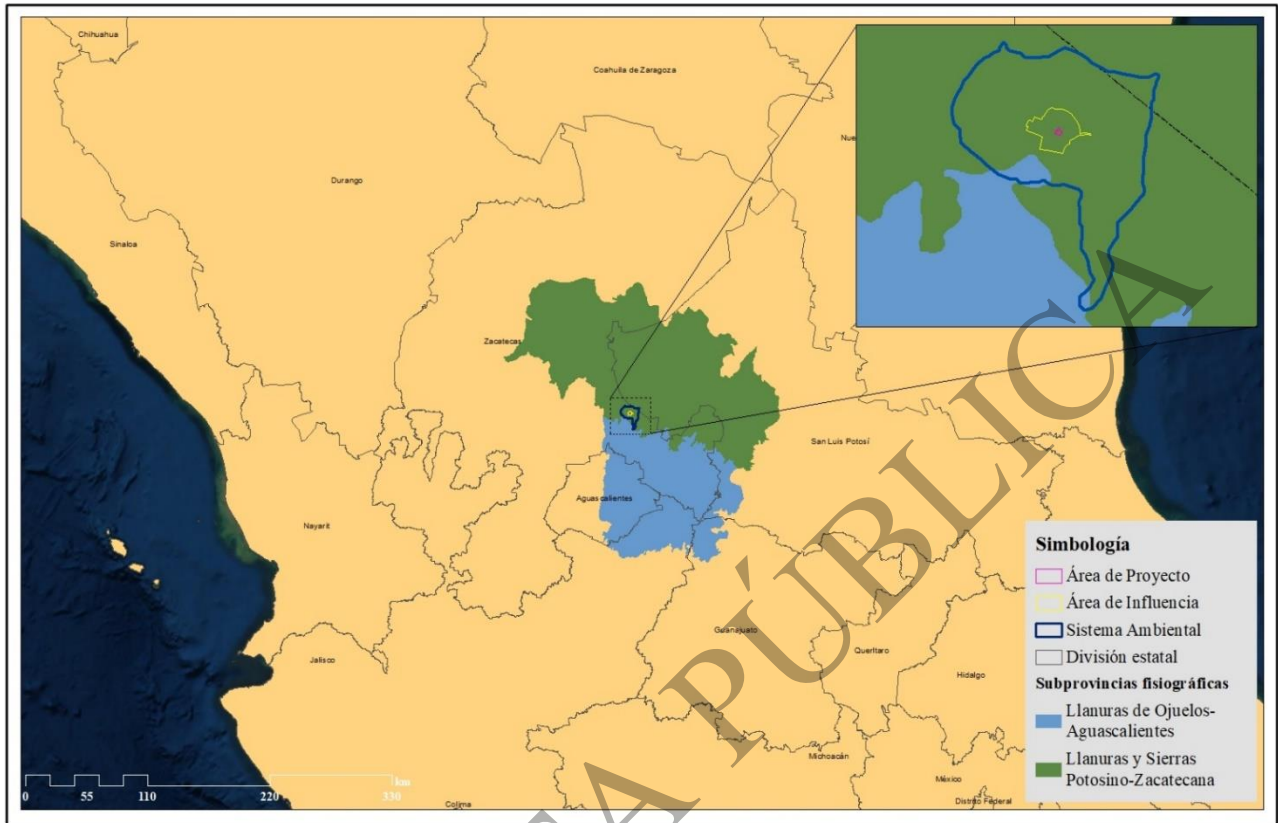 Chihuahua
Coahuila de Zaragoza
Nue
Durango
Sinaloa
Zacatecas
San Luis Potosí
Aguascalientes
Nayarit
Guanajuato
Querétaro
Jalisco
Hidalgo
Michoacán
México
Colima
Distrito Federal
km
0 55 110 220 330
Simbología
Área de Proyecto
Área de Influencia
Sistema Ambiental
División estatal
Subprovincias fisiográficas
Llanuras de Ojuelos-
Aguascalientes
Llanuras y Sierras
Potosino-Zacatecana
TA PÚBLICA